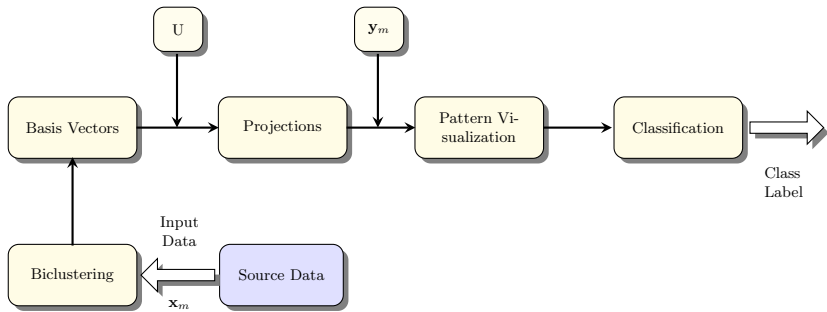 U
y_m
Basis Vectors
Projections
Pattern Vi-
sualization
Classification
Class
Label
Input
Data
Biclustering
Source Data
x_m